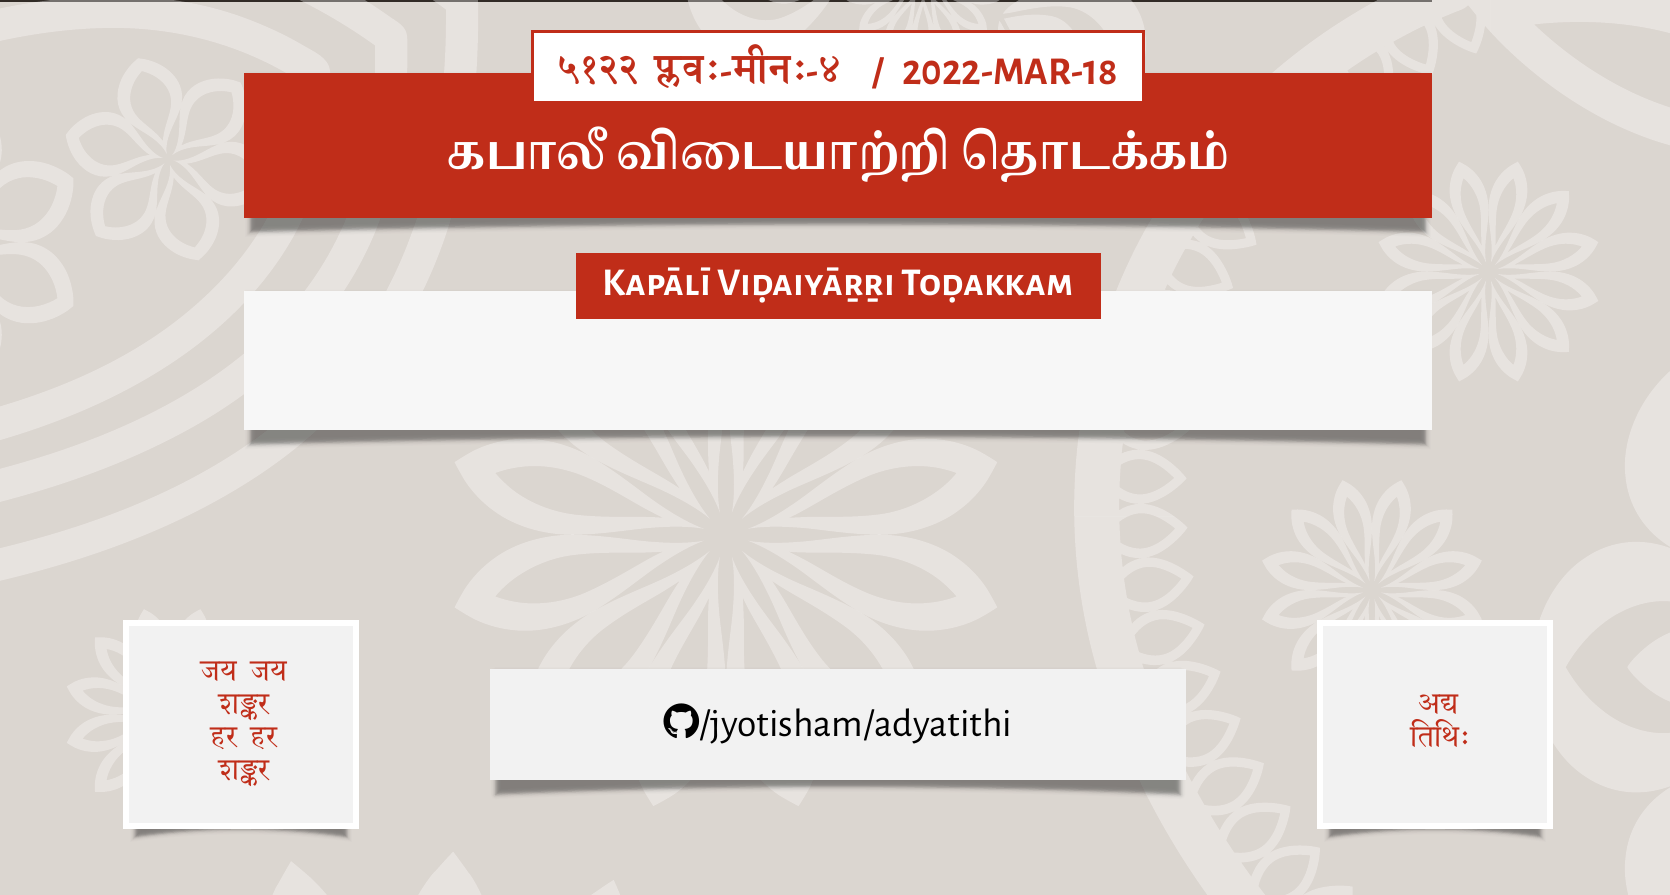 ५१२२ प्लवः-मीनः-४ / 2022-MAR-18
கபாலீ விடையாற்றி தொடக்கம்
Kapālī Viḍaiyāṟṟi Toḍakkam
जय जय
शङ्कर
हर हर
शङ्कर
/jyotisham/adyatithi
अद्य
तिथिः